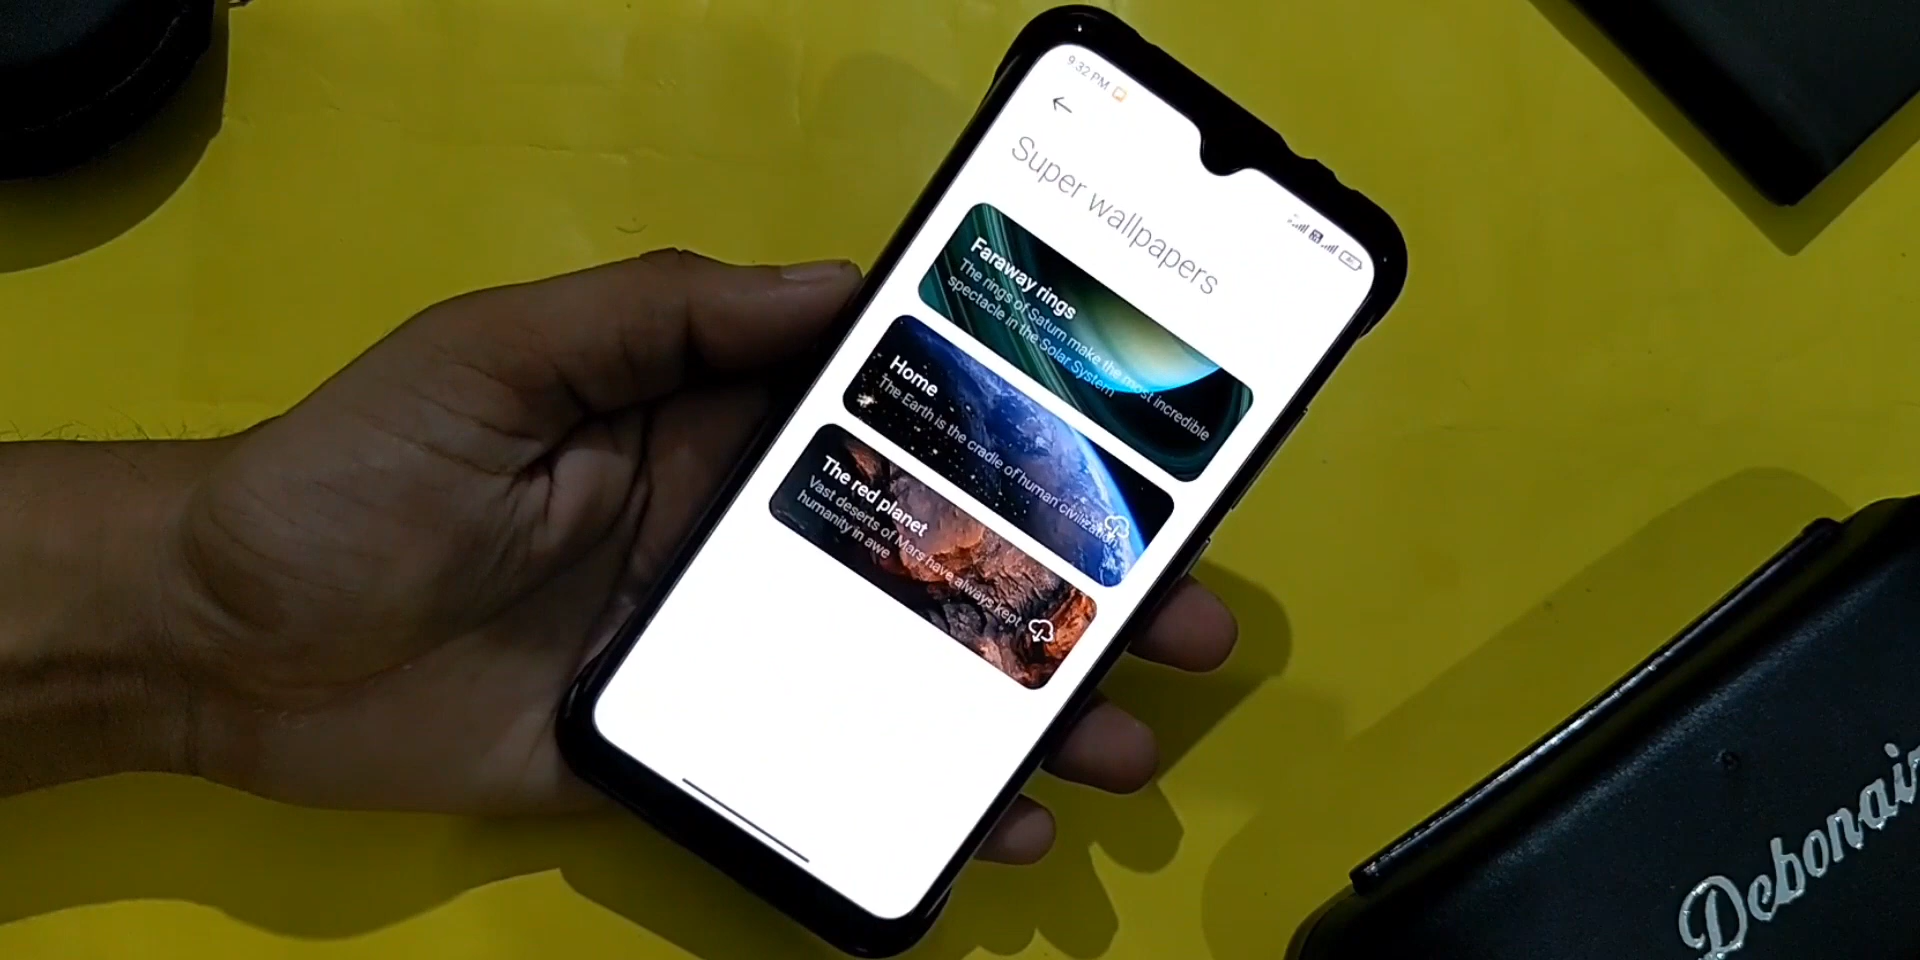 9:32 PM
Super wallpapers
Faraway rings
The rings of Saturn make the most incredible
spectacle in the Solar System
Home
The Earth is the cradle of human civilization
The red planet
Vast deserts of Mars have always kept
humanity in awe
Debonair